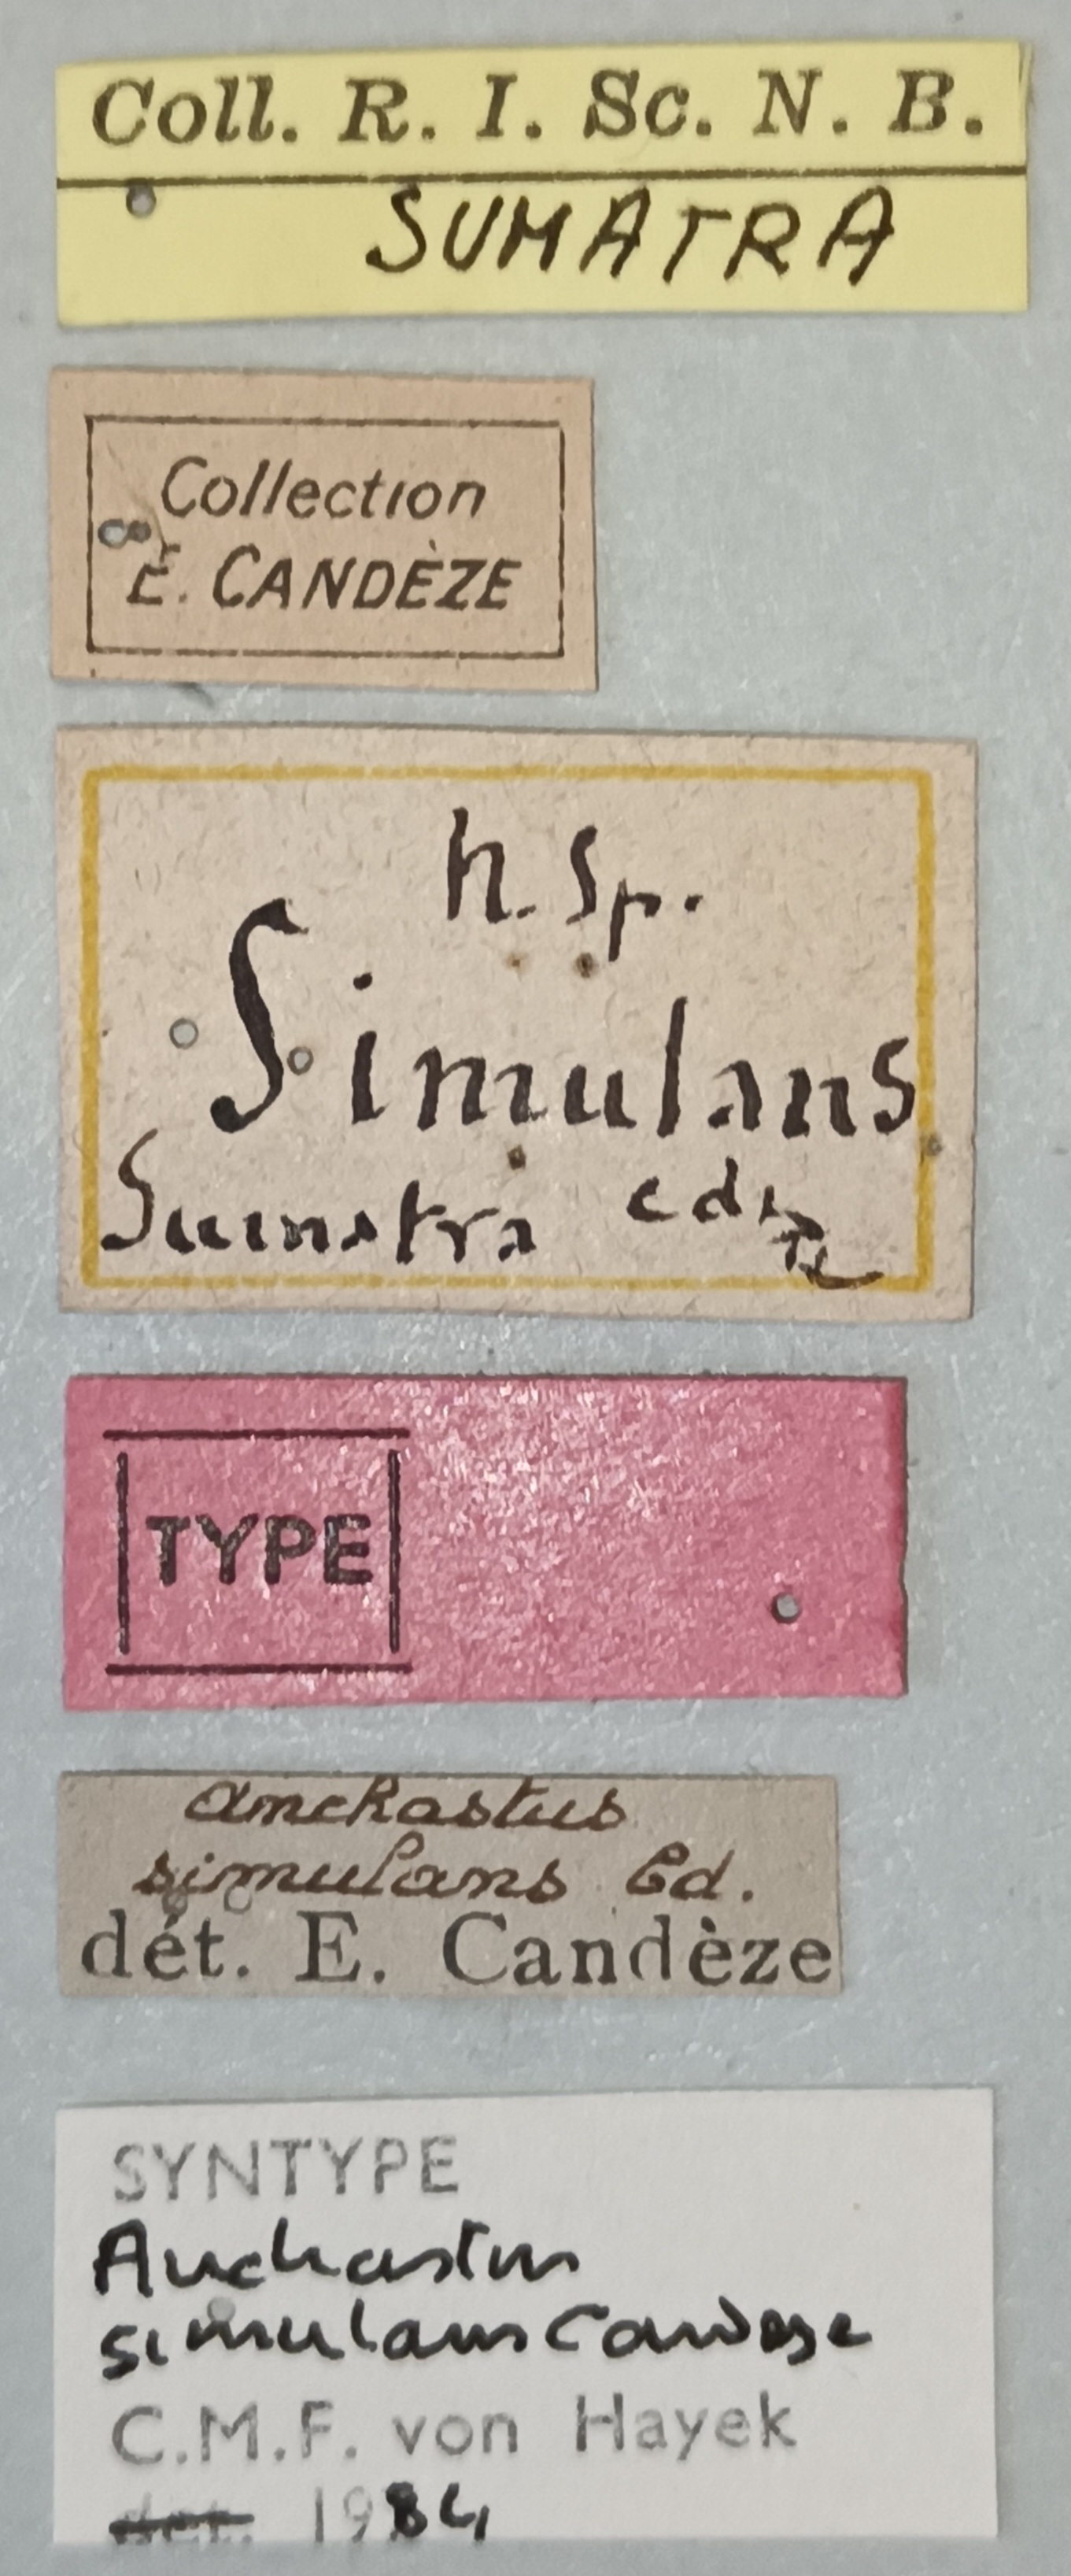 Coll. R. I. Sc. N. B.
SUMATRA
Collection
E. CANDÈZE
n. Sp.
Simulans
Sumatra cdz
TYPE
Anchastus
simulans Cd.
dét. E. Candèze
SYNTYPE
Anchastus
simulans Candeze
C.M.F. von Hayek
det. 1984